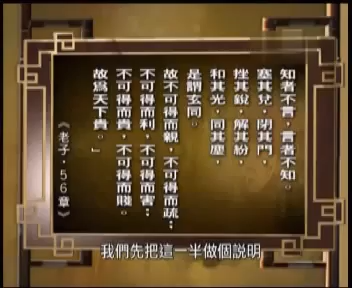 知者不言，言者不知。
塞其兌，閉其門，
挫其銳，解其紛，
和其光，同其塵，
是謂玄同。
故不可得而親，不可得而疏：
不可得而利，不可得而害：
不可得而貴，不可得而賤。
故為天下貴。」
《老子．56章》
我們先把這一半做個說明